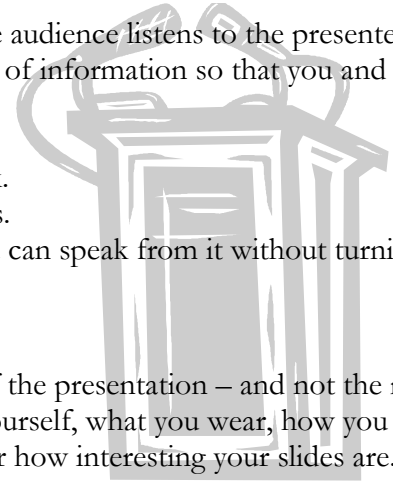 audience listens to the
of information so that you and
can speak from it without
the presentation – and not the
what you wear, how you
how interesting your slides are.